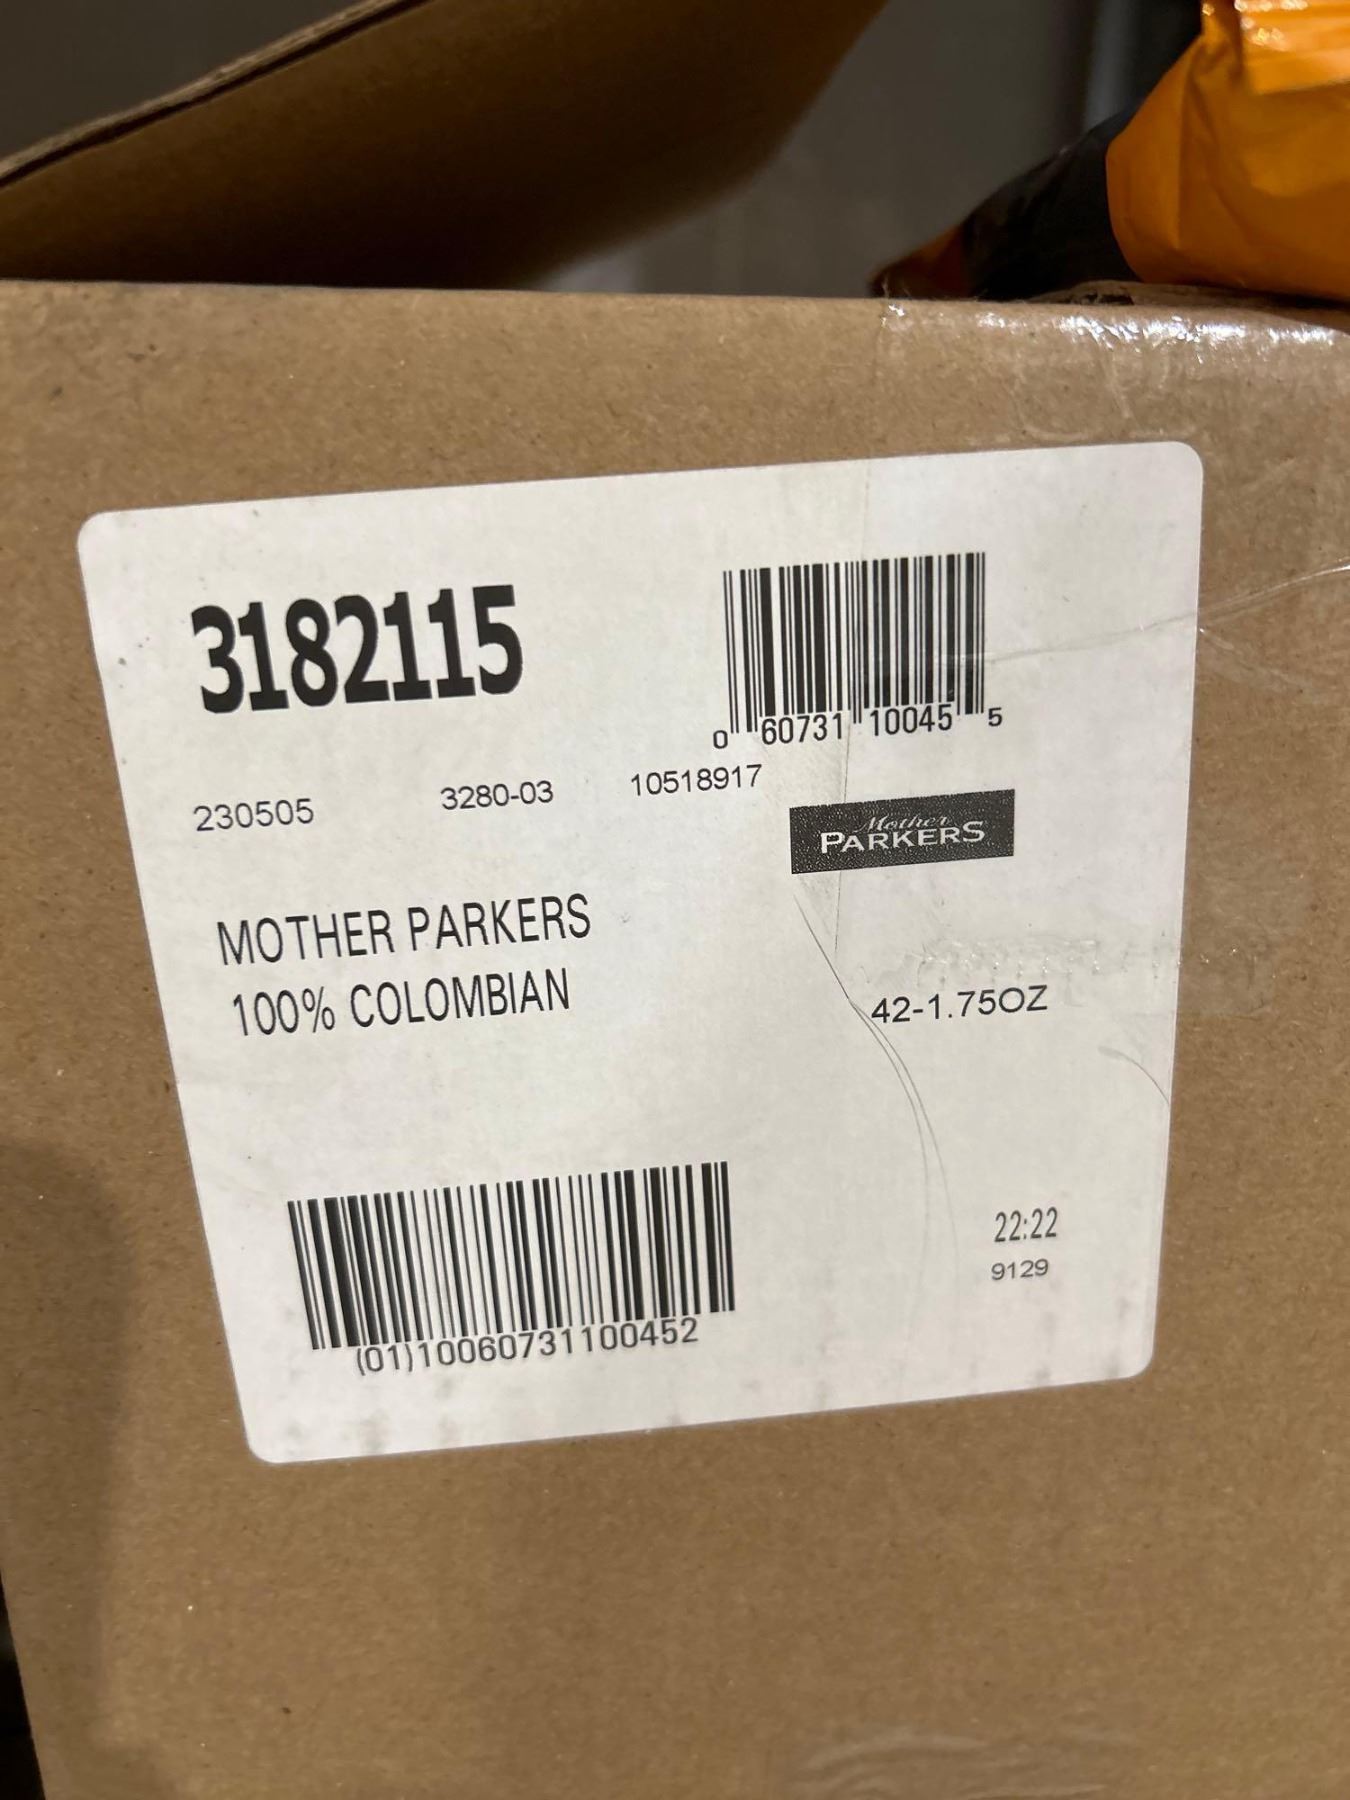 3182115
0 60731 10045 5
230505 3280-03 10518917
Mother
PARKERS
MOTHER PARKERS
100% COLOMBIAN
42-1.75OZ
22:22
9129
(01)10060731100452